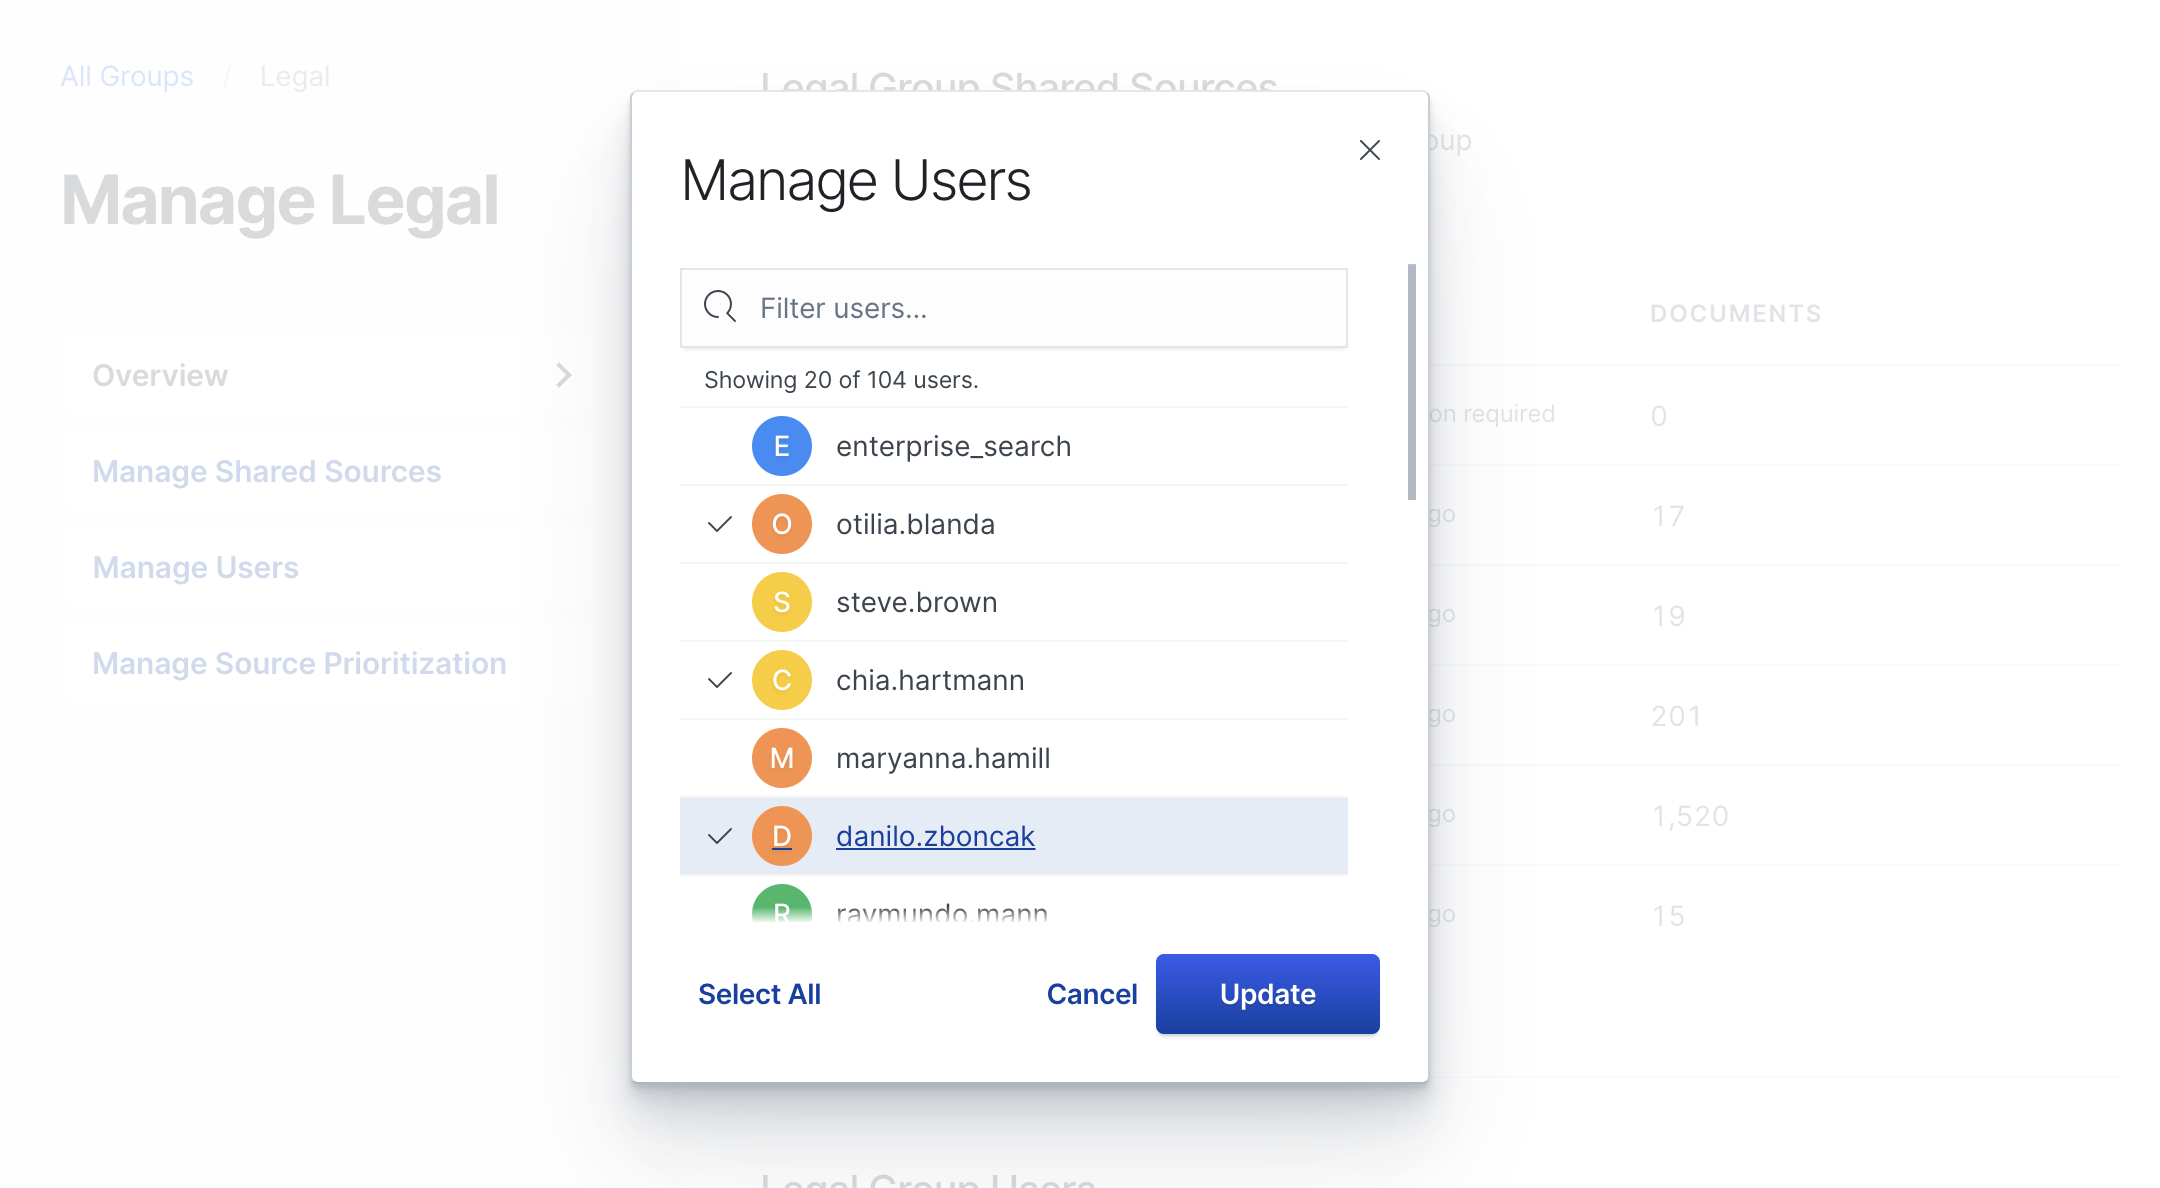 All Groups / Legal
Manage Legal
Overview
Manage Shared Sources
Manage Users
Manage Source Prioritization
Legal Group Shared Sources
Manage Users
Filter users...
Showing 20 of 104 users.
E enterprise_search
O otilia.blanda
S steve.brown
C chia.hartmann
M maryanna.hamill
D danilo.zboncak
R raymundo.mann
Select All
Cancel
Update
oup
DOCUMENTS
on required 0
go 17
go 19
go 201
go 1,520
go 15
Legal Group Users